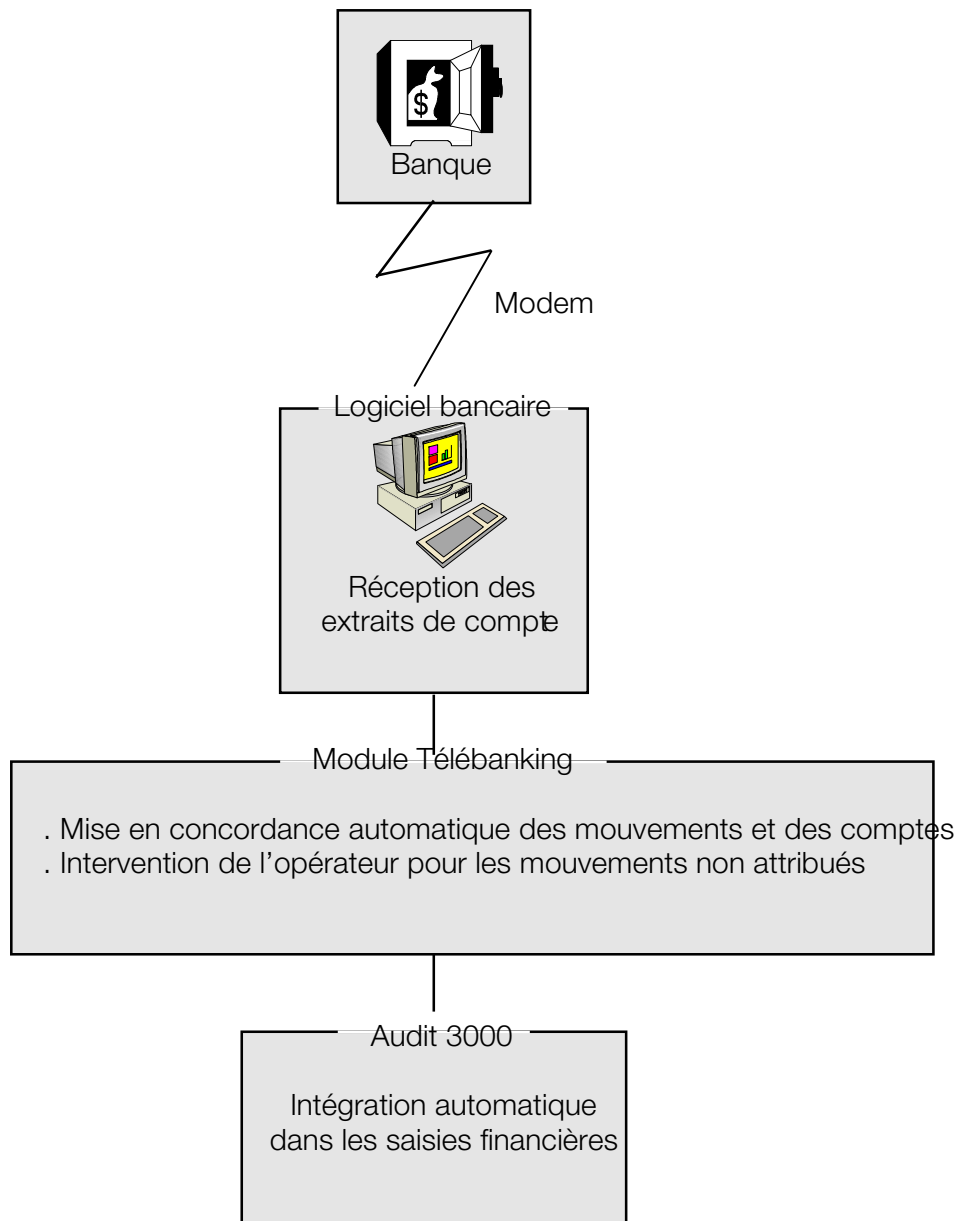 $
Banque
Modem
Logiciel bancaire
Réception des
extraits de compte
Module Télébanking
. Mise en concordance automatique des mouvements et des comptes
. Intervention de l’opérateur pour les mouvements non attribués
Audit 3000
Intégration automatique
dans les saisies financières